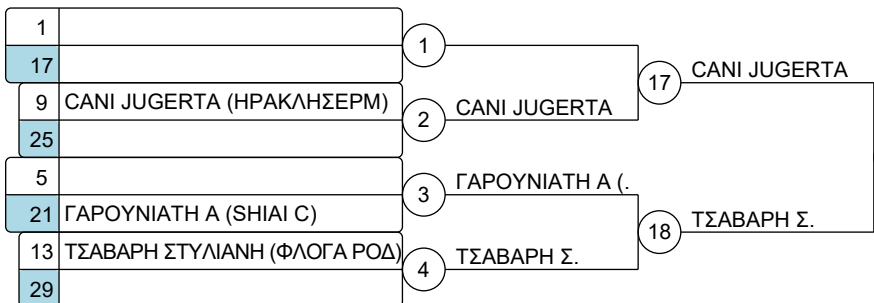 1
17
9 CANI JUGERTA (ΗΡΑΚΛΗΣΕΡΜ)
25
5
21 ΓΑΡΟΥΝΙΑΤΗ Α (SHIAI C)
13 ΤΣΑΒΑΡΗ ΣΤΥΛΙΑΝΗ (ΦΛΟΓΑ ΡΟΔ)
29
1
2 CANI JUGERTA
3 ΓΑΡΟΥΝΙΑΤΗ Α (.
4 ΤΣΑΒΑΡΗ Σ.
17 CANI JUGERTA
18 ΤΣΑΒΑΡΗ Σ.